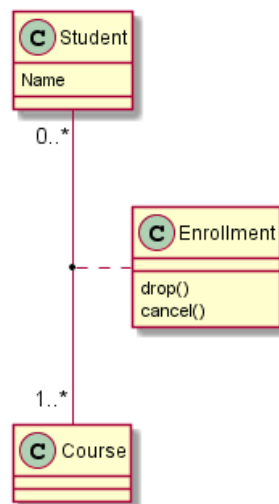 C Student
Name
0..*
C Enrollment
drop()
cancel()
1..*
C Course